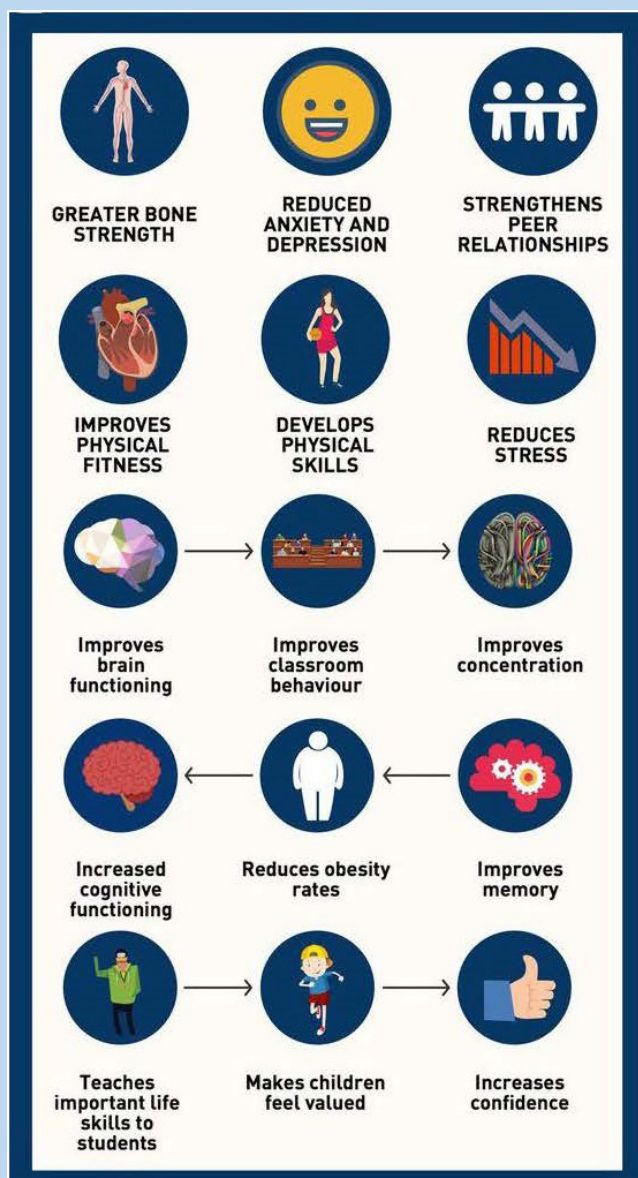 GREATER BONE
STRENGTH
REDUCED
ANXIETY AND
DEPRESSION
STRENGTHENS
PEER
RELATIONSHIPS
IMPROVES
PHYSICAL
FITNESS
DEVELOPS
PHYSICAL
SKILLS
REDUCES
STRESS
Improves
brain
functioning
Improves
classroom
behaviour
Improves
concentration
Increased
cognitive
functioning
Reduces obesity
rates
Improves
memory
Teaches
important life
skills to
students
Makes children
feel valued
Increases
confidence